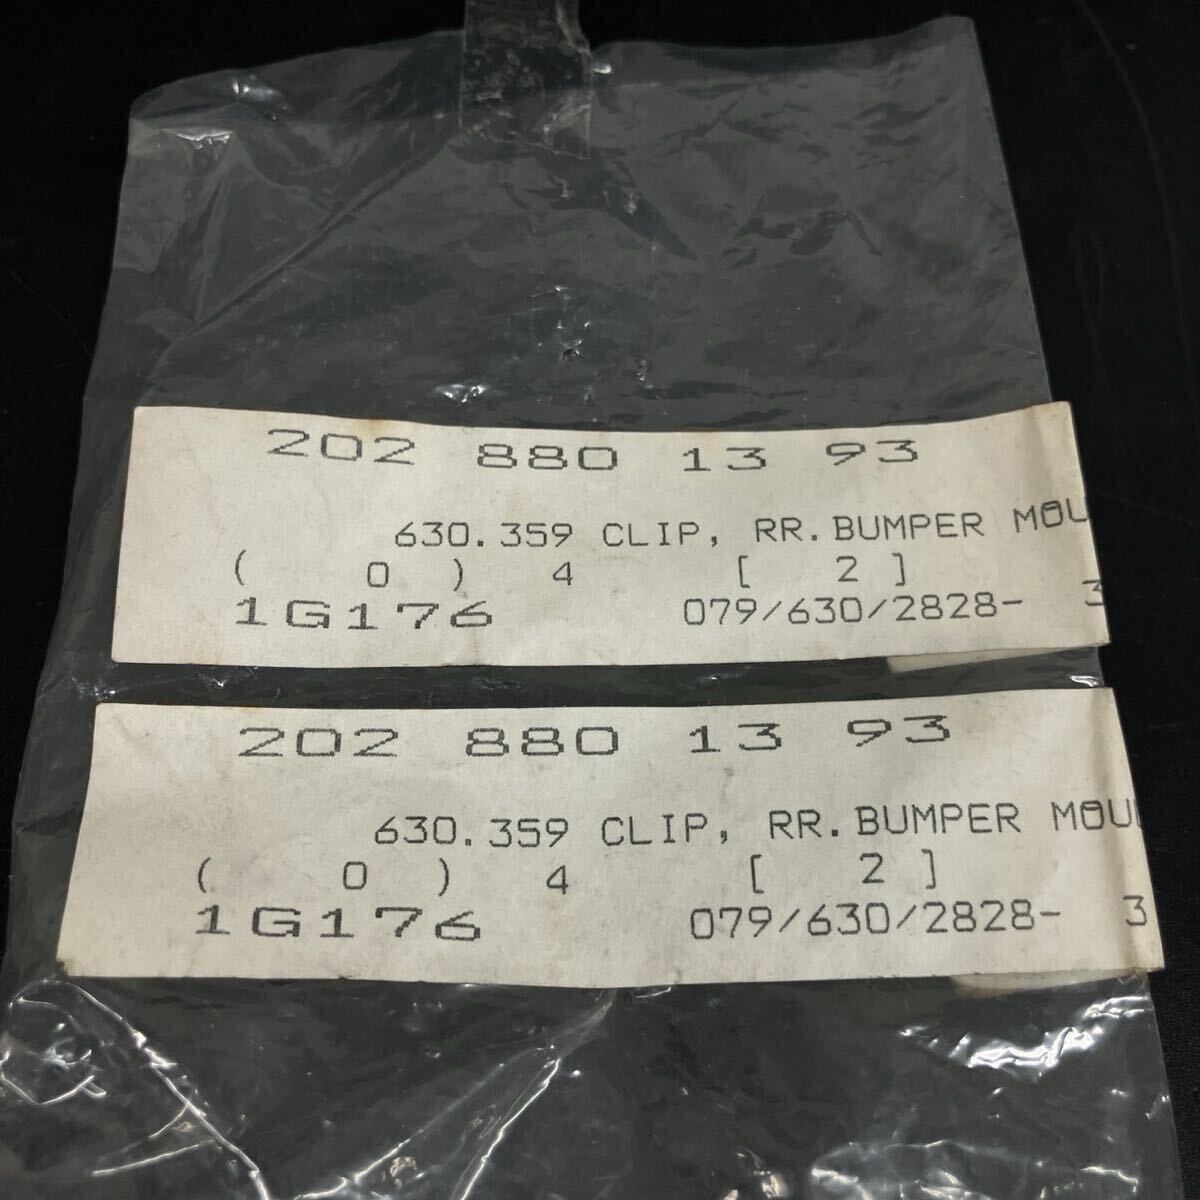 202 880 13 93
630.359 CLIP, RR.BUMPER MOU
( 0 ) 4 [ 2 ]
1G176 079/630/2828- 3
202 880 13 93
630.359 CLIP, RR.BUMPER MOU
( 0 ) 4 [ 2 ]
1G176 079/630/2828- 3